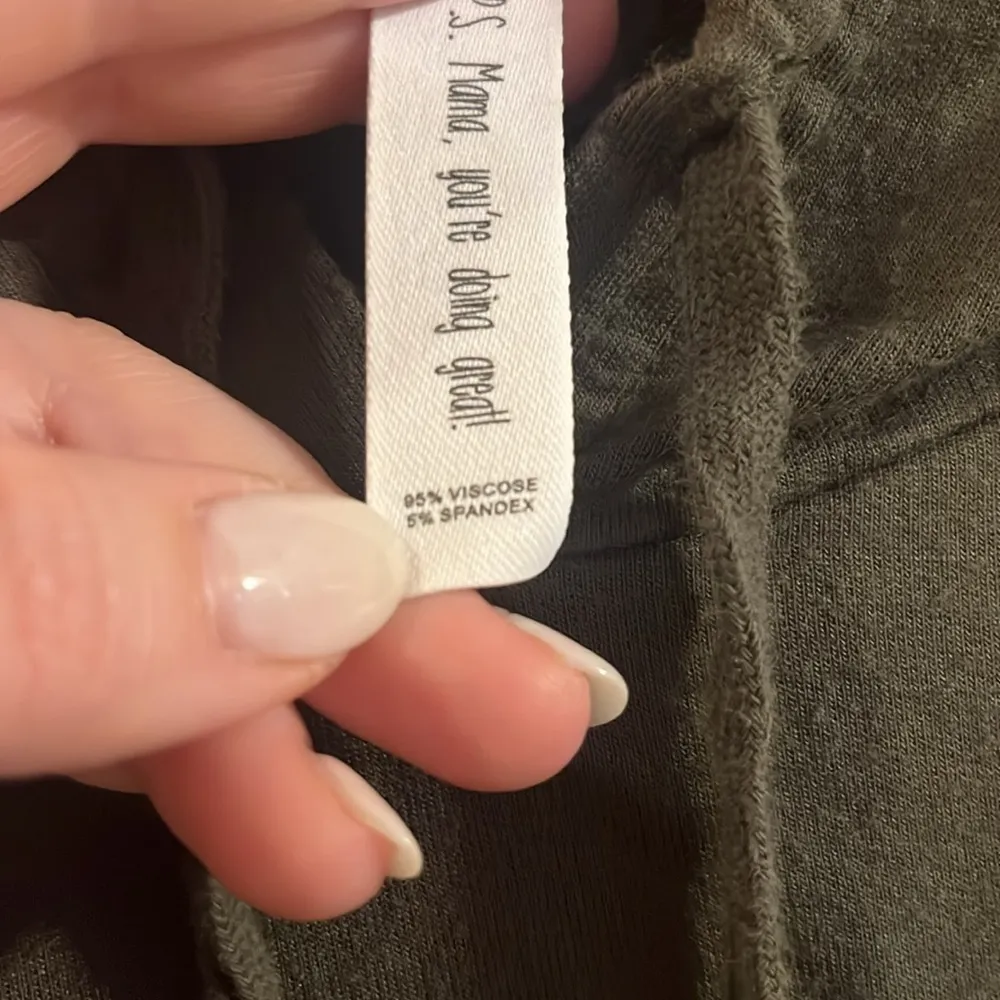 P.S. Mama, you're doing great!
95% VISCOSE
5% SPANDEX